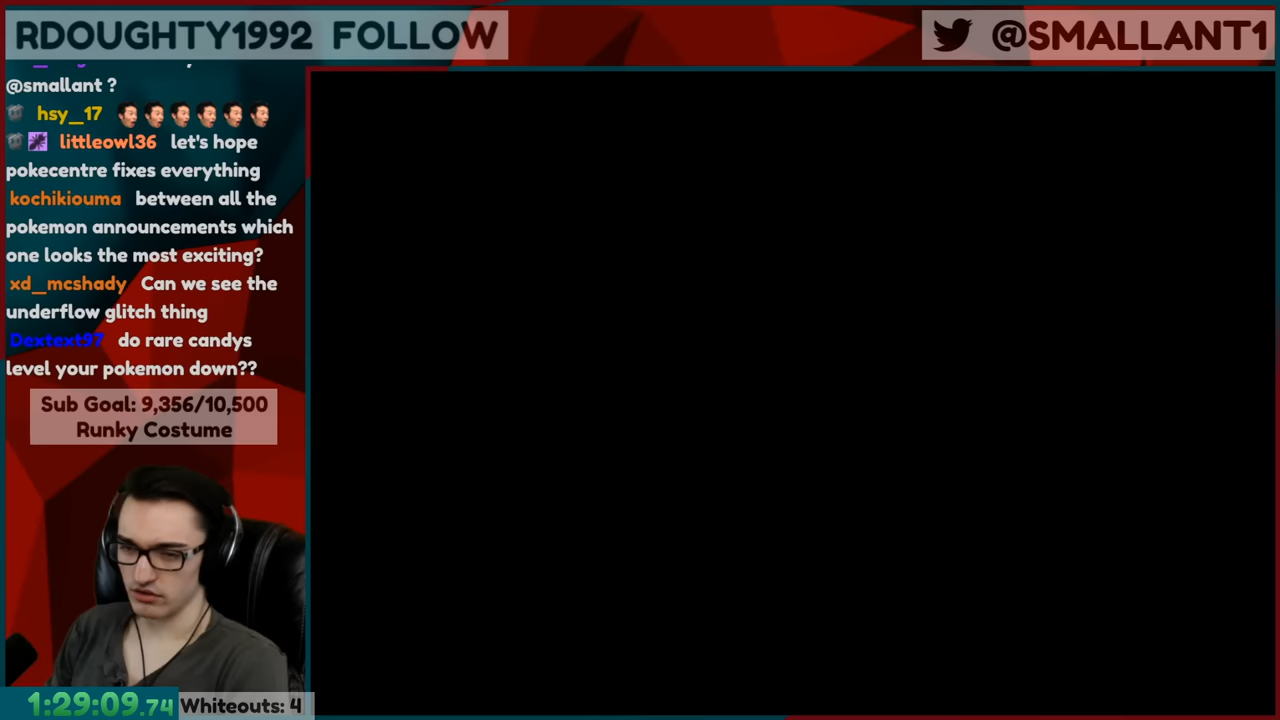 RDOUGHTY1992 FOLLOW
@SMALLANT1
@smallant ?
hsy_17
littleowl36 let's hope
pokecentre fixes everything
kochikiouma between all the
pokemon announcements which
one looks the most exciting?
xd_mcshady Can we see the
underflow glitch thing
Dextext97 do rare candys
level your pokemon down??
Sub Goal: 9,356/10,500
Runky Costume
1:29:09.74
Whiteouts: 4